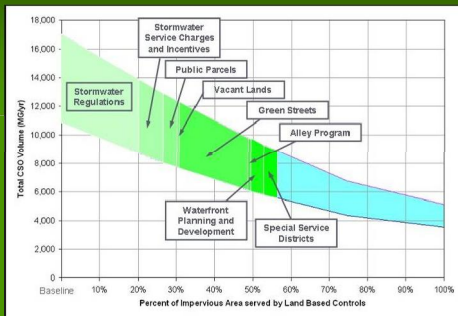 18,000
16,000
14,000
12,000
10,000
8,000
6,000
4,000
2,000
0
Total CSO Volume (MG/yr)
Stormwater
Service Charges
and Incentives
Public Parcels
Vacant Lands
Stormwater
Regulations
Green Streets
Alley Program
Waterfront
Planning and
Development
Special Service
Districts
Baseline 10% 20% 30% 40% 50% 60% 70% 80% 90% 100%
Percent of Impervious Area served by Land Based Controls